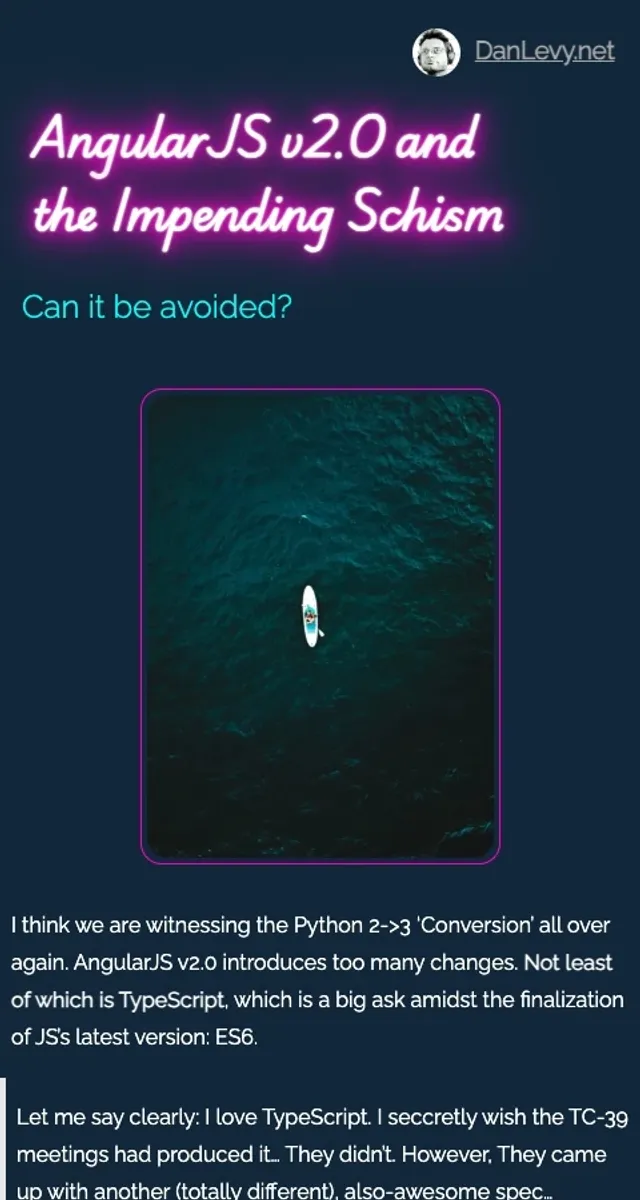 DanLevy.net
AngularJS v2.0 and
the Impending Schism
Can it be avoided?
I think we are witnessing the Python 2->3 ‘Conversion’ all over
again. AngularJS v2.0 introduces too many changes. Not least
of which is TypeScript, which is a big ask amidst the finalization
of JS’s latest version: ES6.
Let me say clearly: I love TypeScript. I seccretly wish the TC-39
meetings had produced it… They didn’t. However, They came
up with another (totally different), also-awesome spec…